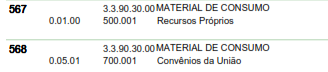 567 3.3.90.30.00 MATERIAL DE CONSUMO
0.01.00 500.001 Recursos Próprios
568 3.3.90.30.00 MATERIAL DE CONSUMO
0.05.01 700.001 Convênios da União